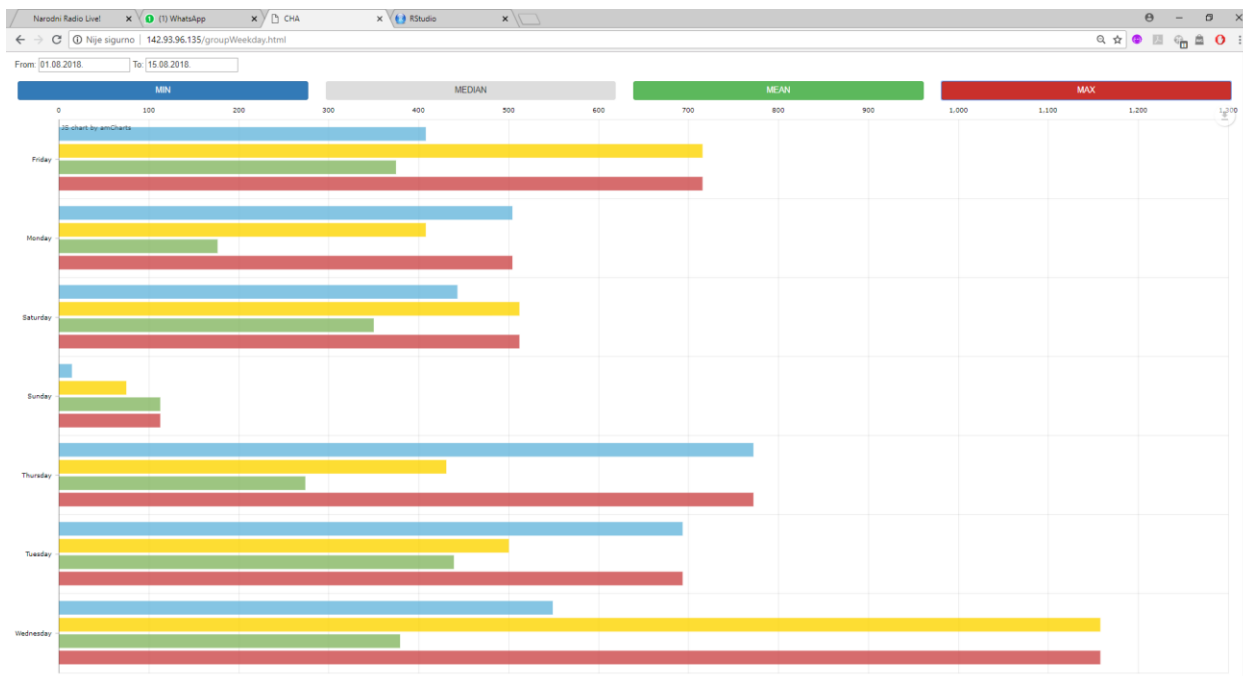 Narodni Radio Live! (1) WhatsApp CHA RStudio
Nije sigurno 142.93.96.135/groupWeekday.html
From: 01.08.2018. To: 15.08.2018.
MIN MEDIAN MEAN MAX
0 100 200 300 400 500 600 700 800 900 1,000 1,100 1,200 1,300
JS chart by amCharts
Friday
Monday
Saturday
Sunday
Thursday
Tuesday
Wednesday